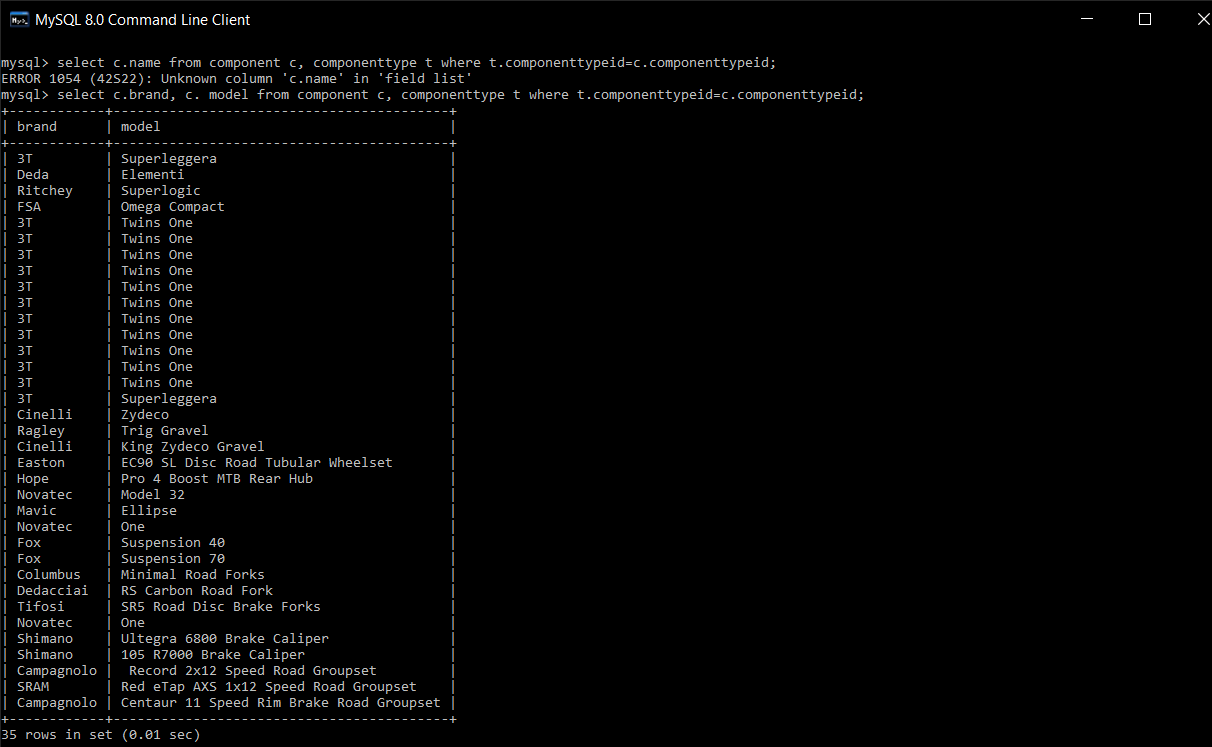 MySQL 8.0 Command Line Client
mysql> select c.name from component c, componenttype t where t.componenttypeid=c.componenttypeid;
ERROR 1054 (42S22): Unknown column 'c.name' in 'field list'
mysql> select c.brand, c. model from component c, componenttype t where t.componenttypeid=c.componenttypeid;
+------------+------------------------------------------+
| brand      | model                                    |
+------------+------------------------------------------+
| 3T         | Superleggera                             |
| Deda       | Elementi                                 |
| Ritchey    | Superlogic                               |
| FSA        | Omega Compact                            |
| 3T         | Twins One                                |
| 3T         | Twins One                                |
| 3T         | Twins One                                |
| 3T         | Twins One                                |
| 3T         | Twins One                                |
| 3T         | Twins One                                |
| 3T         | Twins One                                |
| 3T         | Twins One                                |
| 3T         | Twins One                                |
| 3T         | Twins One                                |
| 3T         | Twins One                                |
| 3T         | Superleggera                             |
| Cinelli    | Zydeco                                   |
| Ragley     | Trig Gravel                              |
| Cinelli    | King Zydeco Gravel                       |
| Easton     | EC90 SL Disc Road Tubular Wheelset       |
| Hope       | Pro 4 Boost MTB Rear Hub                 |
| Novatec    | Model 32                                 |
| Mavic      | Ellipse                                  |
| Novatec    | One                                      |
| Fox        | Suspension 40                            |
| Fox        | Suspension 70                            |
| Columbus   | Minimal Road Forks                       |
| Dedacciai  | RS Carbon Road Fork                      |
| Tifosi     | SR5 Road Disc Brake Forks                |
| Novatec    | One                                      |
| Shimano    | Ultegra 6800 Brake Caliper               |
| Shimano    | 105 R7000 Brake Caliper                  |
| Campagnolo |  Record 2x12 Speed Road Groupset         |
| SRAM       | Red eTap AXS 1x12 Speed Road Groupset    |
| Campagnolo | Centaur 11 Speed Rim Brake Road Groupset |
+------------+------------------------------------------+
35 rows in set (0.01 sec)